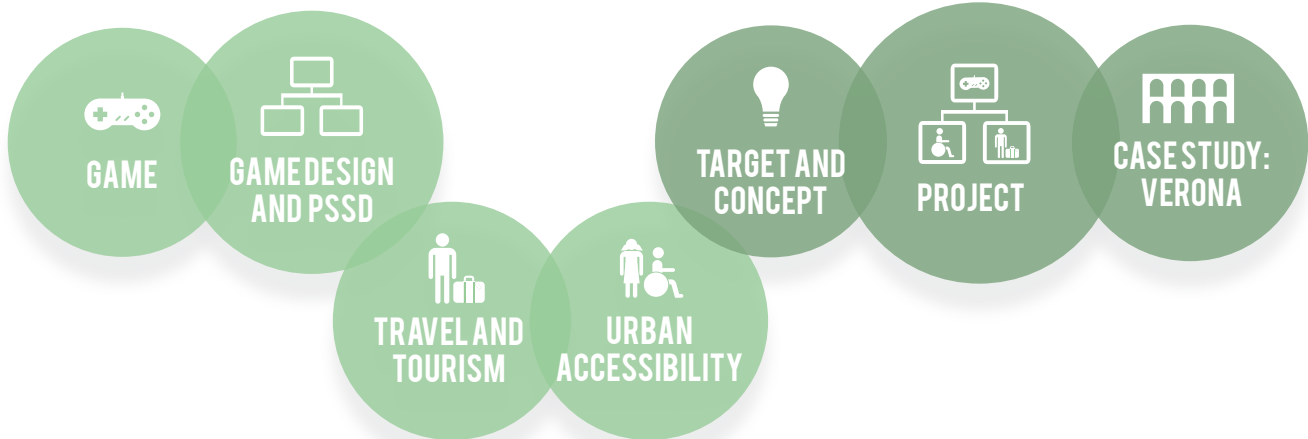 GAME
GAME DESIGN
AND PSSD
TRAVEL AND
TOURISM
URBAN
ACCESSIBILITY
TARGET AND
CONCEPT
PROJECT
CASE STUDY:
VERONA